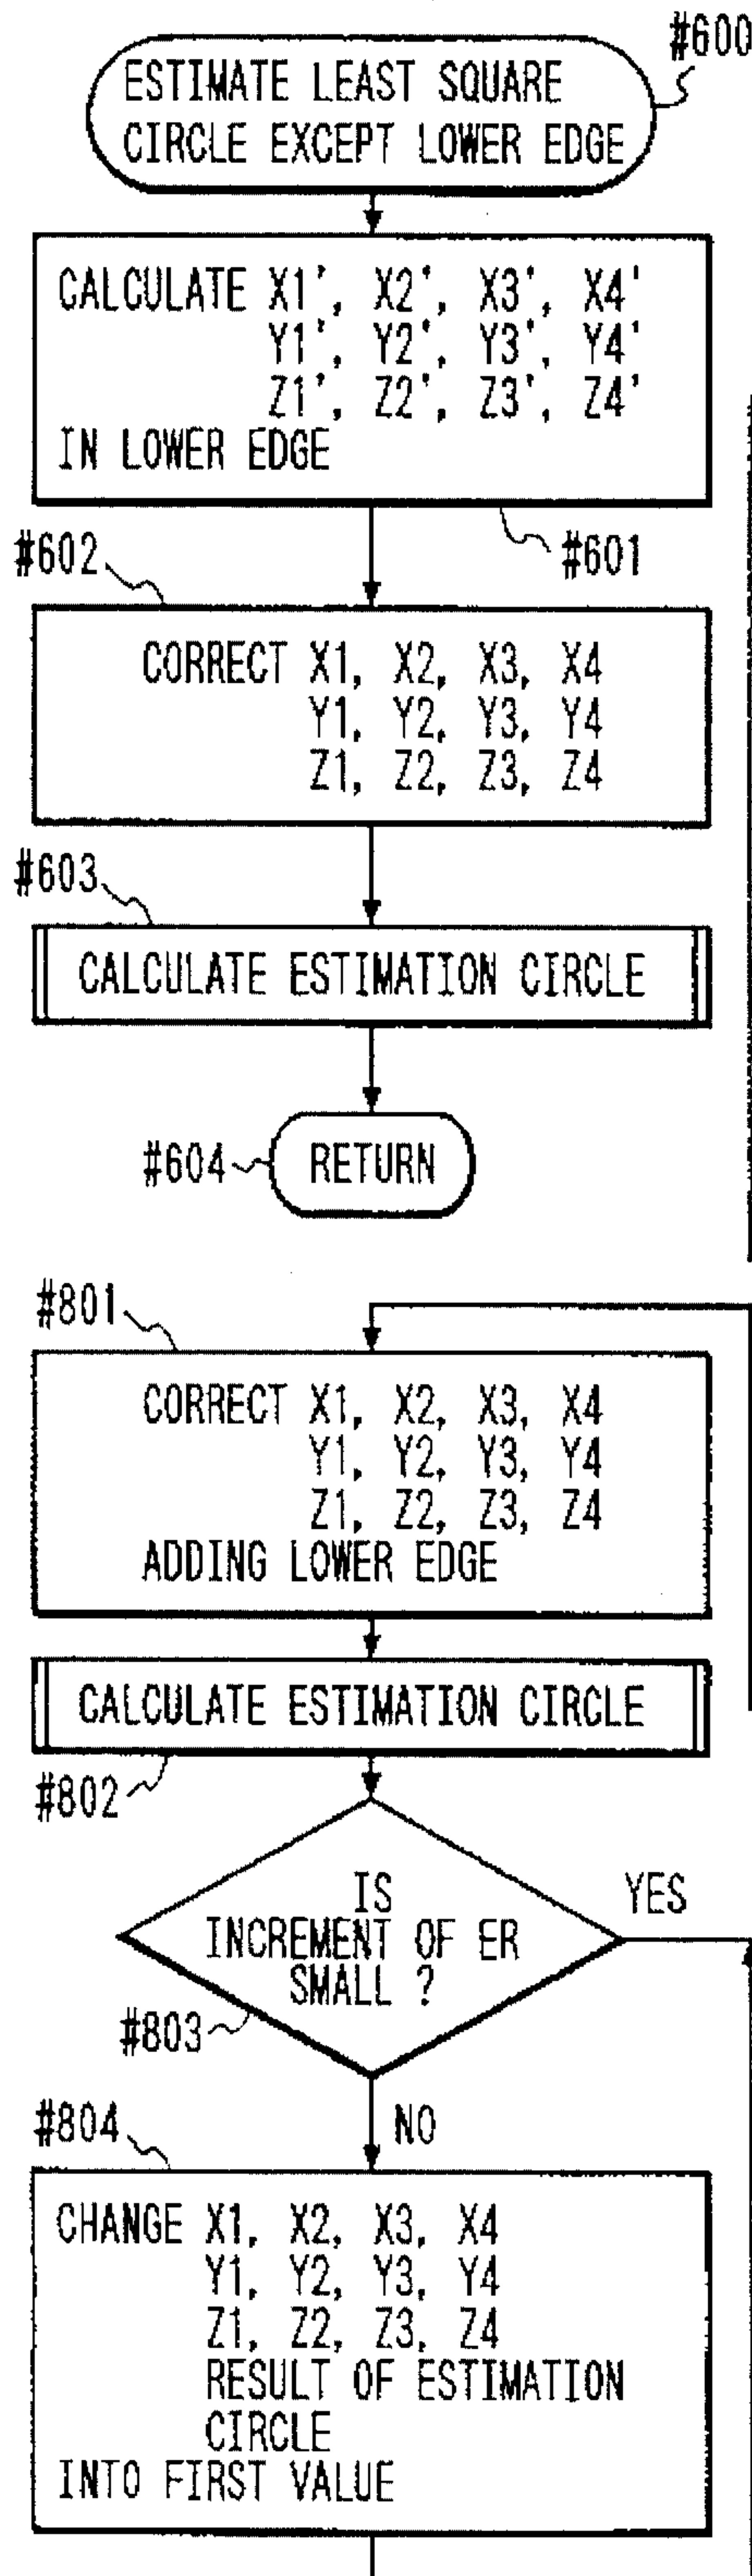 #600
ESTIMATE LEAST SQUARE
CIRCLE EXCEPT LOWER EDGE
CALCULATE X1', X2', X3', X4'
Y1', Y2', Y3', Y4'
Z1', Z2', Z3', Z4'
IN LOWER EDGE
#601
#602
CORRECT X1, X2, X3, X4
Y1, Y2, Y3, Y4
Z1, Z2, Z3, Z4
#603
CALCULATE ESTIMATION CIRCLE
#604
RETURN
#801
CORRECT X1, X2, X3, X4
Y1, Y2, Y3, Y4
Z1, Z2, Z3, Z4
ADDING LOWER EDGE
CALCULATE ESTIMATION CIRCLE
#802
IS
INCREMENT OF ER
SMALL ?
YES
#803
NO
#804
CHANGE X1, X2, X3, X4
Y1, Y2, Y3, Y4
Z1, Z2, Z3, Z4
RESULT OF ESTIMATION
CIRCLE
INTO FIRST VALUE